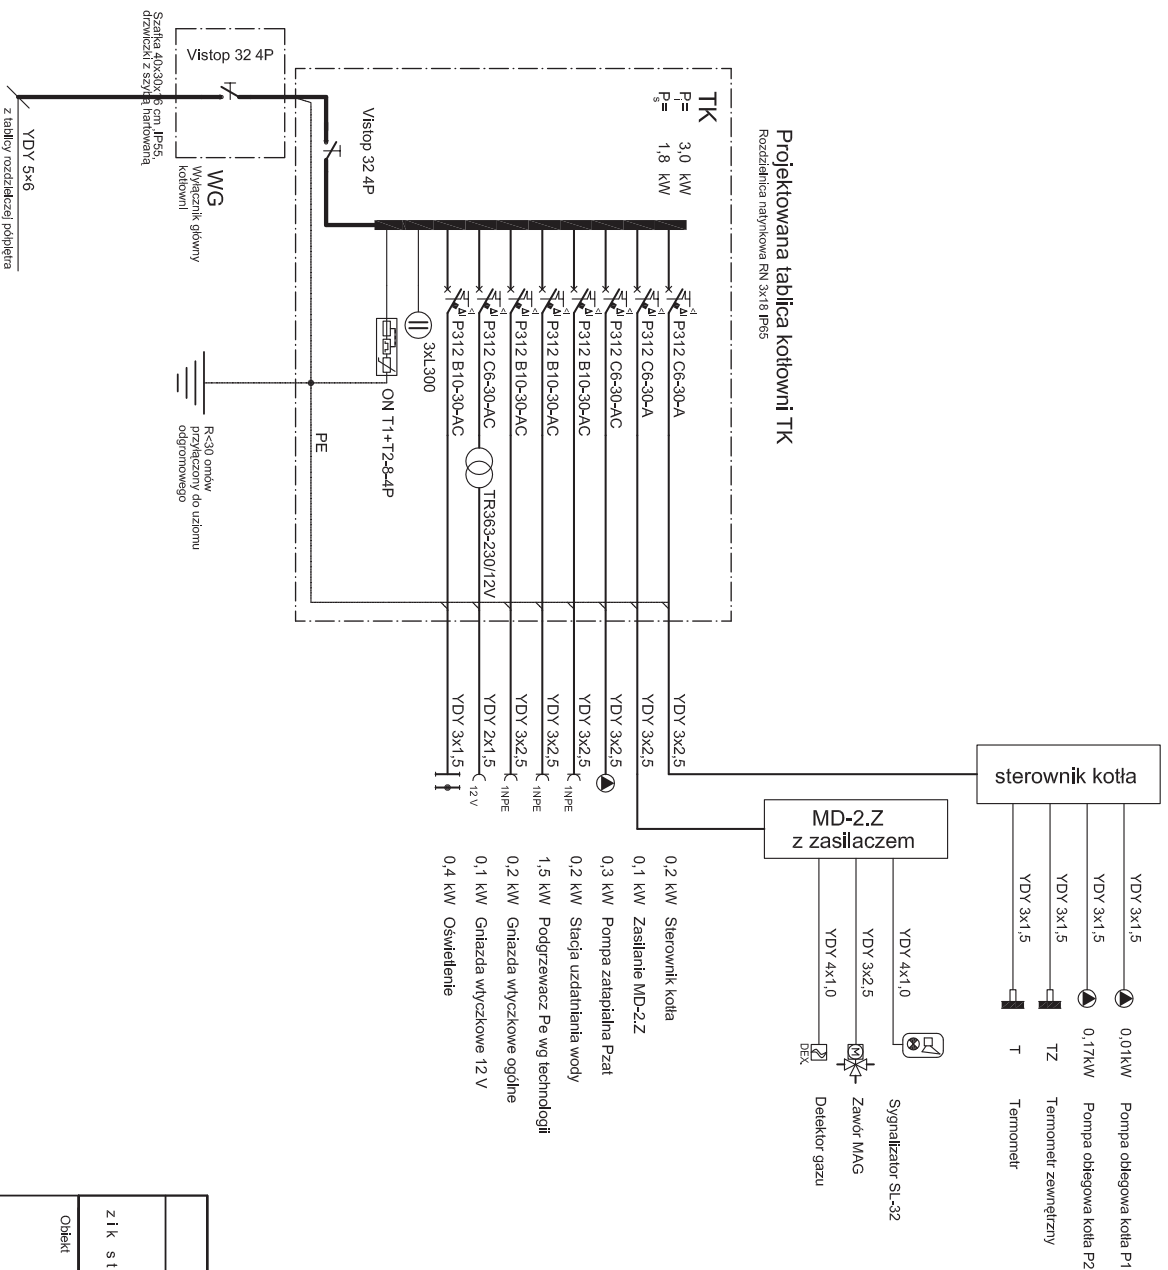 Projektowana tablica kotłowni TK
Rozdzielnica natynkowa RN 3x18 IP65
TK
Pi= 3,0 kW
Ps= 1,8 kW
Vistop 32 4P
Szafka 40x30x16 cm ,IP55,
drzwiczki z szybą hartowaną
WG
Wyłącznik główny
kotłowni
YDY 5×6
z tablicy rozdzielczej półpiętra
Vistop 32 4P
P312 C6-30-A
P312 C6-30-A
P312 C6-30-AC
P312 B10-30-AC
P312 B10-30-AC
P312 B10-30-AC
P312 C6-30-AC
P312 B10-30-AC
TR363-230/12V
3xL300
ON T1+T2-8-4P
PE
R<30 omów
przyłączony do uziomu
odgromowego
YDY 3x2,5
YDY 3x2,5
YDY 3x2,5
YDY 3x2,5
YDY 3x2,5
YDY 3x2,5
YDY 2x1,5
YDY 3x1,5
1NPE
1NPE
1NPE
12 V
0,2 kW Sterownik kotła
0,1 kW Zasilanie MD-2.Z
0,3 kW Pompa zatapialna Pzat
0,2 kW Stacja uzdatniania wody
1,5 kW Podgrzewacz Pe wg technologii
0,2 kW Gniazda wtyczkowe ogólne
0,1 kW Gniazda wtyczkowe 12 V
0,4 kW Oświetlenie
sterownik kotła
MD-2.Z
z zasilaczem
YDY 3x1,5
YDY 3x1,5
YDY 3x1,5
YDY 3x1,5
0,01kW Pompa obiegowa kotła P1
0,17kW Pompa obiegowa kotła P2
TZ Termometr zewnętrzny
T Termometr
YDY 4x1,0
YDY 3x2,5
YDY 4x1,0
M
DEX
Sygnalizator SL-32
Zawór MAG
Detektor gazu
z i k s t
Obiekt